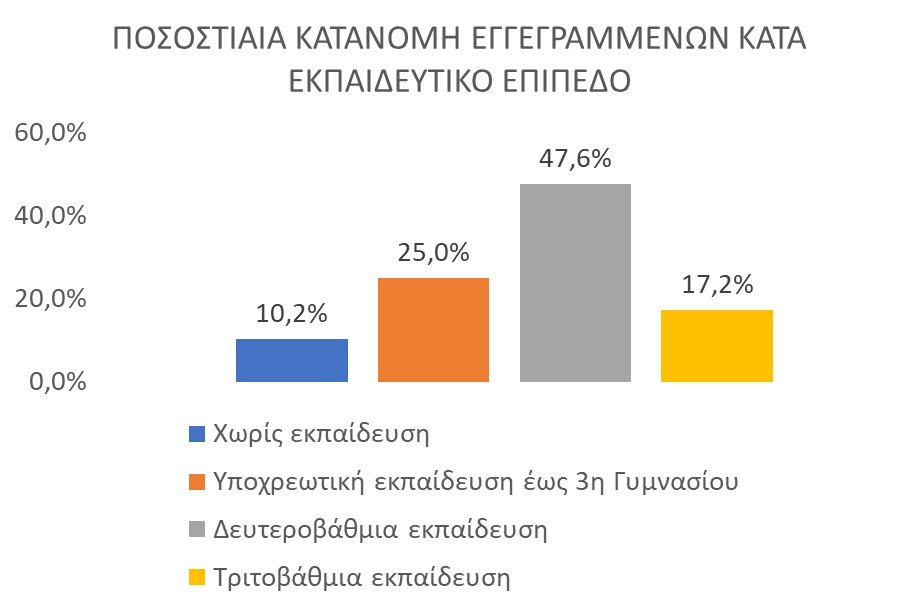 ΠΟΣΟΣΤΙΑΙΑ ΚΑΤΑΝΟΜΗ ΕΓΓΕΓΡΑΜΜΕΝΩΝ ΚΑΤΑ
ΕΚΠΑΙΔΕΥΤΙΚΟ ΕΠΙΠΕΔΟ
60,0%
47,6%
40,0%
25,0%
20,0%
17,2%
10,2%
0,0%
Χωρίς εκπαίδευση
Υποχρεωτική εκπαίδευση έως 3η Γυμνασίου
Δευτεροβάθμια εκπαίδευση
Τριτοβάθμια εκπαίδευση